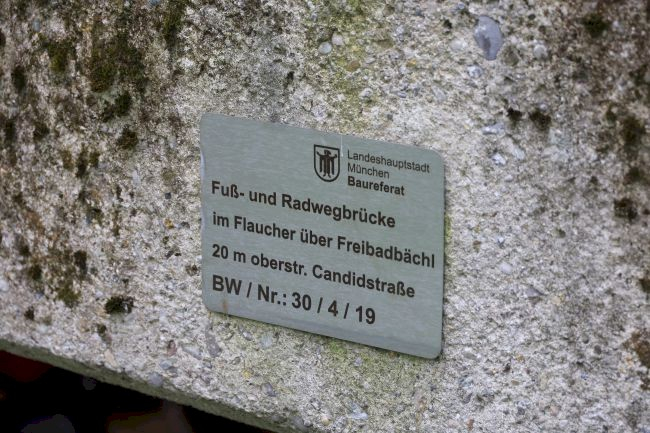 Landeshauptstadt
München
Baureferat
Fuß- und Radwegbrücke
im Flaucher über Freibadbächl
20 m oberstr. Candidstraße
BW / Nr.: 30 / 4 / 19